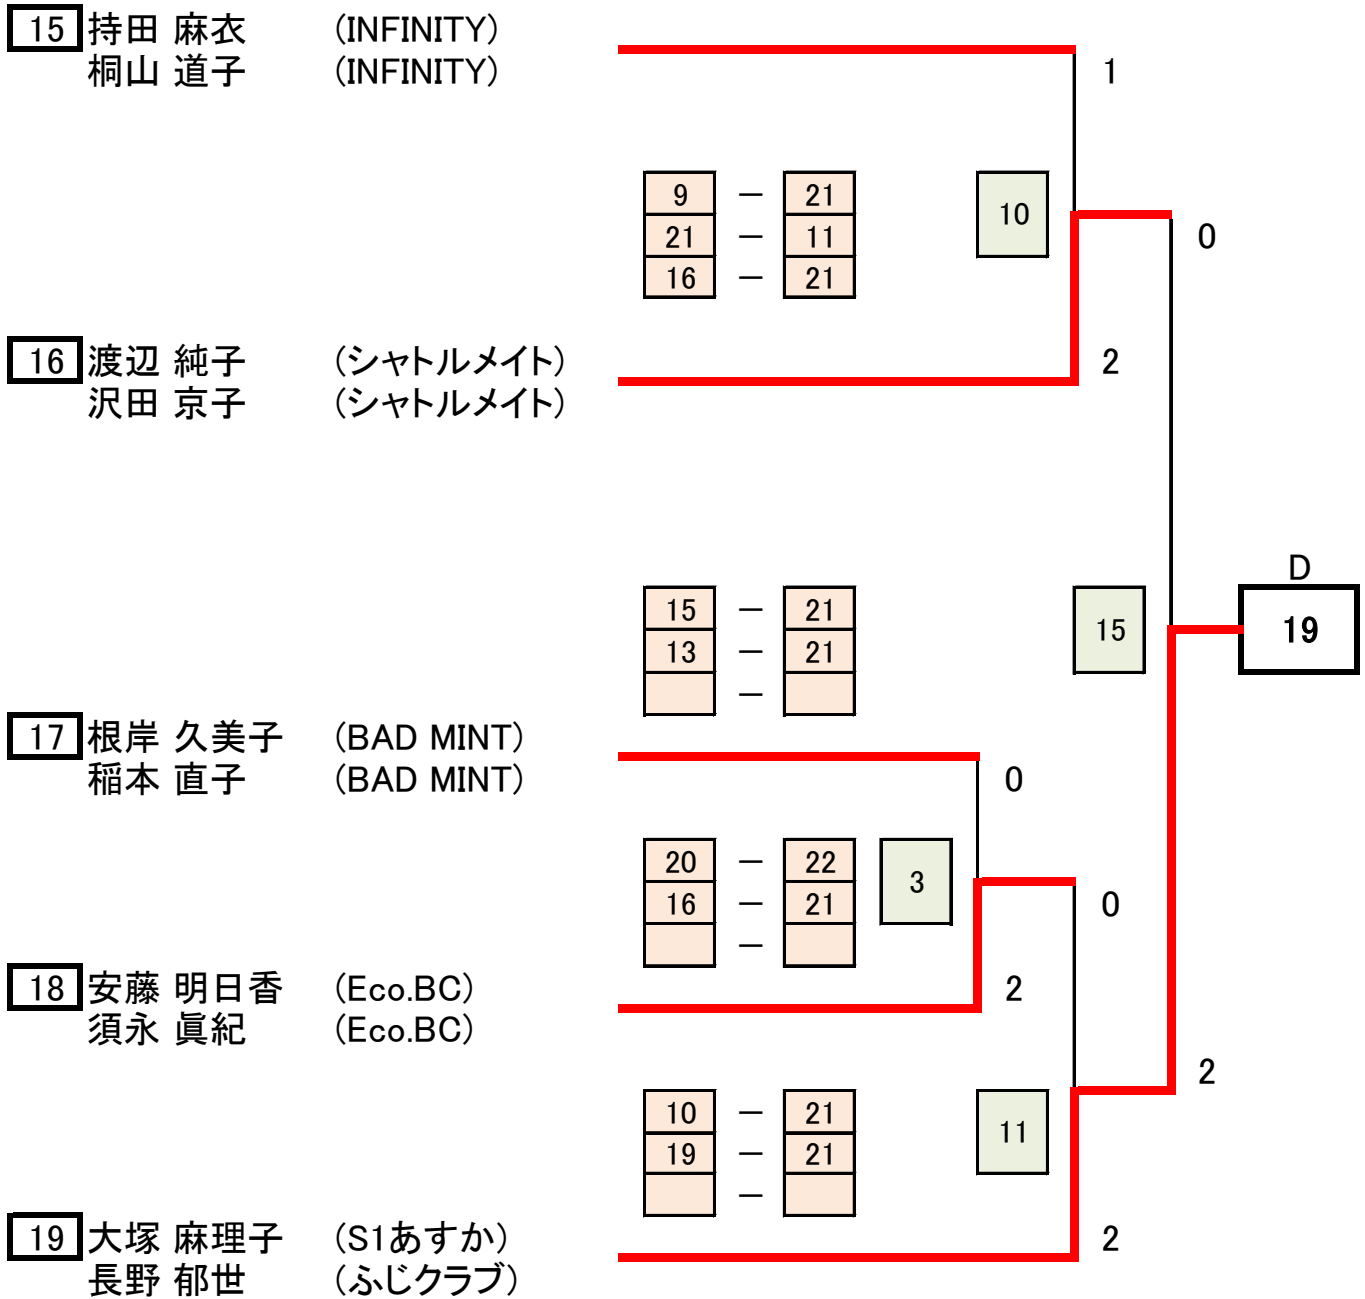 15 持田 麻衣 (INFINITY)
桐山 道子 (INFINITY)
1
9 － 21
21 － 11
16 － 21
10
0
16 渡辺 純子 (シャトルメイト)
沢田 京子 (シャトルメイト)
2
D
15 － 21
13 － 21
－
15
19
17 根岸 久美子 (BAD MINT)
稲本 直子 (BAD MINT)
0
20 － 22
16 － 21
－
3
0
18 安藤 明日香 (Eco.BC)
須永 眞紀 (Eco.BC)
2
2
10 － 21
19 － 21
－
11
19 大塚 麻理子 (S1あすか)
長野 郁世 (ふじクラブ)
2